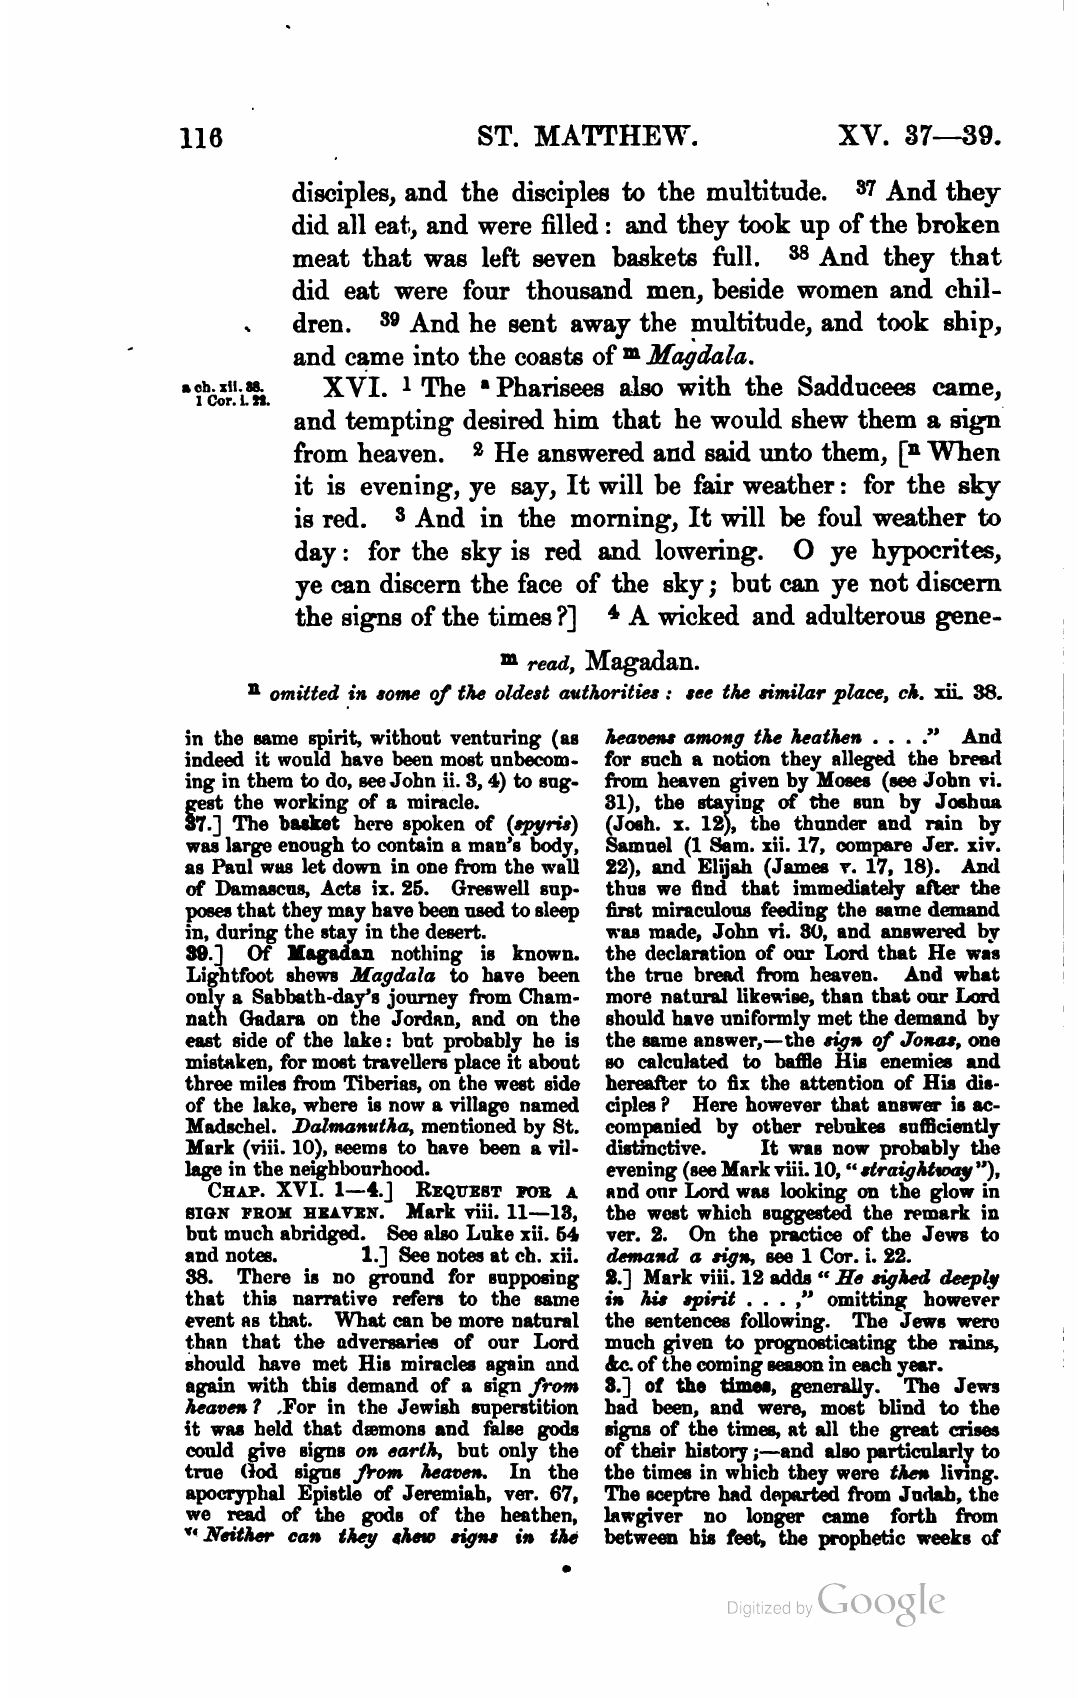 116 ST. MATTHEW. XV. 37—39.
disciples, and the disciples to the multitude. 37 And they
did all eat, and were filled: and they took up of the broken
meat that was left seven baskets full. 38 And they that
did eat were four thousand men, beside women and chil-
dren. 39 And he sent away the multitude, and took ship,
and came into the coasts of m Magdala.
a ch. xii. 38.
1 Cor. i. 22.
XVI. 1 The a Pharisees also with the Sadducees came,
and tempting desired him that he would shew them a sign
from heaven. 2 He answered and said unto them, [n When
it is evening, ye say, It will be fair weather: for the sky
is red. 3 And in the morning, It will be foul weather to
day: for the sky is red and lowering. O ye hypocrites,
ye can discern the face of the sky; but can ye not discern
the signs of the times?] 4 A wicked and adulterous gene-
m read, Magadan.
n omitted in some of the oldest authorities: see the similar place, ch. xii. 38.
in the same spirit, without venturing (as
indeed it would have been most unbecom-
ing in them to do, see John ii. 3, 4) to sug-
gest the working of a miracle.
37.] The basket here spoken of (spyris)
was large enough to contain a man's body,
as Paul was let down in one from the wall
of Damascus, Acts ix. 25. Greswell sup-
poses that they may have been used to sleep
in, during the stay in the desert.
39.] Of Magadan nothing is known.
Lightfoot shews Magdala to have been
only a Sabbath-day's journey from Cham-
nath Gadara on the Jordan, and on the
east side of the lake: but probably he is
mistaken, for most travellers place it about
three miles from Tiberias, on the west side
of the lake, where is now a village named
Madschel. Dalmanutha, mentioned by St.
Mark (viii. 10), seems to have been a vil-
lage in the neighbourhood.
CHAP. XVI. 1—4.] REQUEST FOR A
SIGN FROM HEAVEN. Mark viii. 11—13,
but much abridged. See also Luke xii. 54
and notes. 1.] See notes at ch. xii.
38. There is no ground for supposing
that this narrative refers to the same
event as that. What can be more natural
than that the adversaries of our Lord
should have met His miracles again and
again with this demand of a sign from
heaven? For in the Jewish superstition
it was held that dæmons and false gods
could give signs on earth, but only the
true God signs from heaven. In the
apocryphal Epistle of Jeremiah, ver. 67,
we read of the gods of the heathen,
"Neither can they shew signs in the
heavens among the heathen . . . ." And
for such a notion they alleged the bread
from heaven given by Moses (see John vi.
31), the staying of the sun by Joshua
(Josh. x. 12), the thunder and rain by
Samuel (1 Sam. xii. 17, compare Jer. xiv.
22), and Elijah (James v. 17, 18). And
thus we find that immediately after the
first miraculous feeding the same demand
was made, John vi. 30, and answered by
the declaration of our Lord that He was
the true bread from heaven. And what
more natural likewise, than that our Lord
should have uniformly met the demand by
the same answer,—the sign of Jonas, one
so calculated to baffle His enemies and
hereafter to fix the attention of His dis-
ciples? Here however that answer is ac-
companied by other rebukes sufficiently
distinctive. It was now probably the
evening (see Mark viii. 10, "straightway"),
and our Lord was looking on the glow in
the west which suggested the remark in
ver. 2. On the practice of the Jews to
demand a sign, see 1 Cor. i. 22.
2.] Mark viii. 12 adds "He sighed deeply
in his spirit . . . ," omitting however
the sentences following. The Jews were
much given to prognosticating the rains,
&c. of the coming season in each year.
3.] of the times, generally. The Jews
had been, and were, most blind to the
signs of the times, at all the great crises
of their history;—and also particularly to
the times in which they were then living.
The sceptre had departed from Judah, the
lawgiver no longer came forth from
between his feet, the prophetic weeks of
Digitized by Google